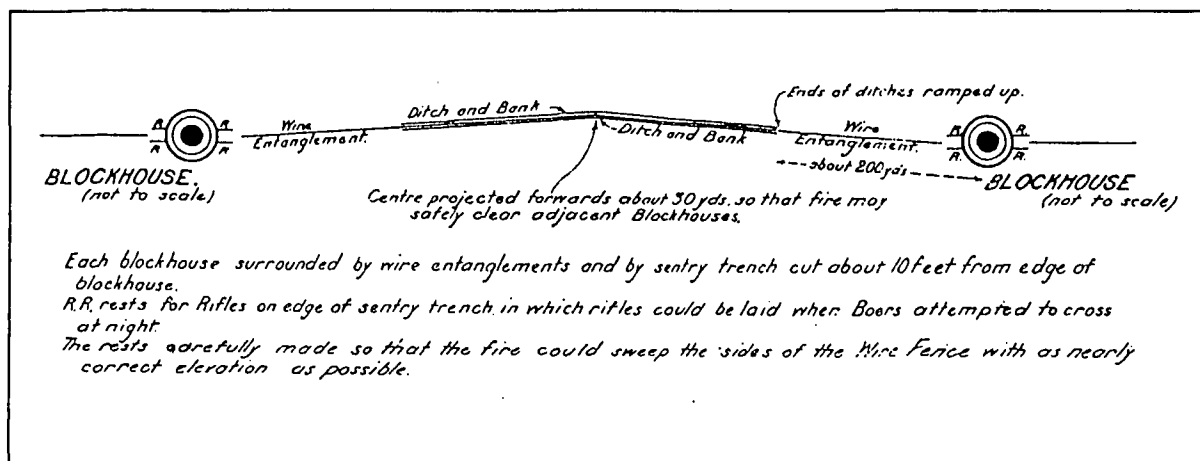 Ends of ditches ramped up.
Ditch and Bank
R. R.
R. R.
Wire
Entanglement.
Ditch and Bank
Wire
Entanglement.
R. R.
R. R.
about 200 yds
BLOCKHOUSE.
(not to scale)
BLOCKHOUSE
(not to scale)
Centre projected forwards about 30 yds. so that fire may
safely clear adjacent Blockhouses.
Each blockhouse surrounded by wire entanglements and by sentry trench cut about 10 feet from edge of
blockhouse.
R.R. rests for Rifles on edge of sentry trench in which rifles could be laid when Boers attempted to cross
at night.
The rests carefully made so that the fire could sweep the sides of the Wire Fence with as nearly
correct elevation as possible.